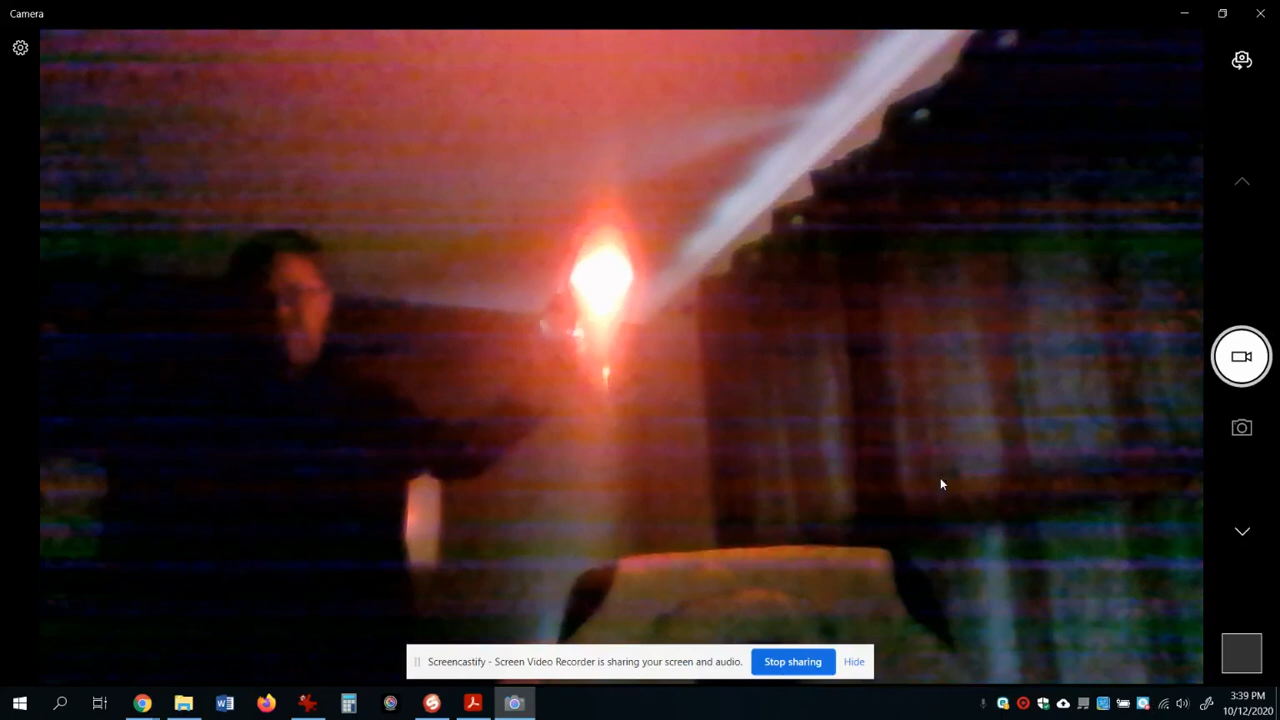 Camera
Screencastify - Screen Video Recorder is sharing your screen and audio. Stop sharing Hide
3:39 PM
10/12/2020